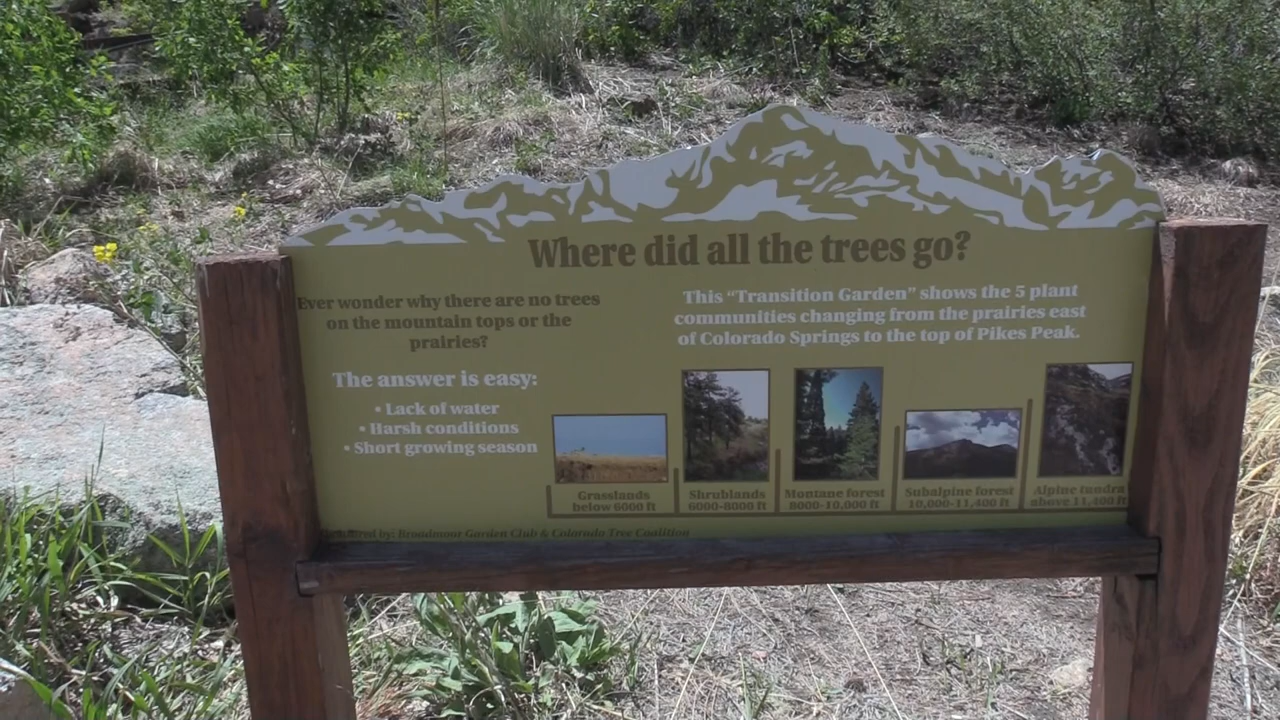 Where did all the trees go?
Ever wonder why there are no trees
on the mountain tops or the
prairies?
The answer is easy:
• Lack of water
• Harsh conditions
• Short growing season
This “Transition Garden” shows the 5 plant
communities changing from the prairies east
of Colorado Springs to the top of Pikes Peak.
Grasslands
below 6000 ft
Shrublands
6000-8000 ft
Montane forest
8000-10,000 ft
Subalpine forest
10,000-11,400 ft
Alpine tundra
above 11,400 ft
by: Broadmoor Garden Club & Colorado Tree Coalition